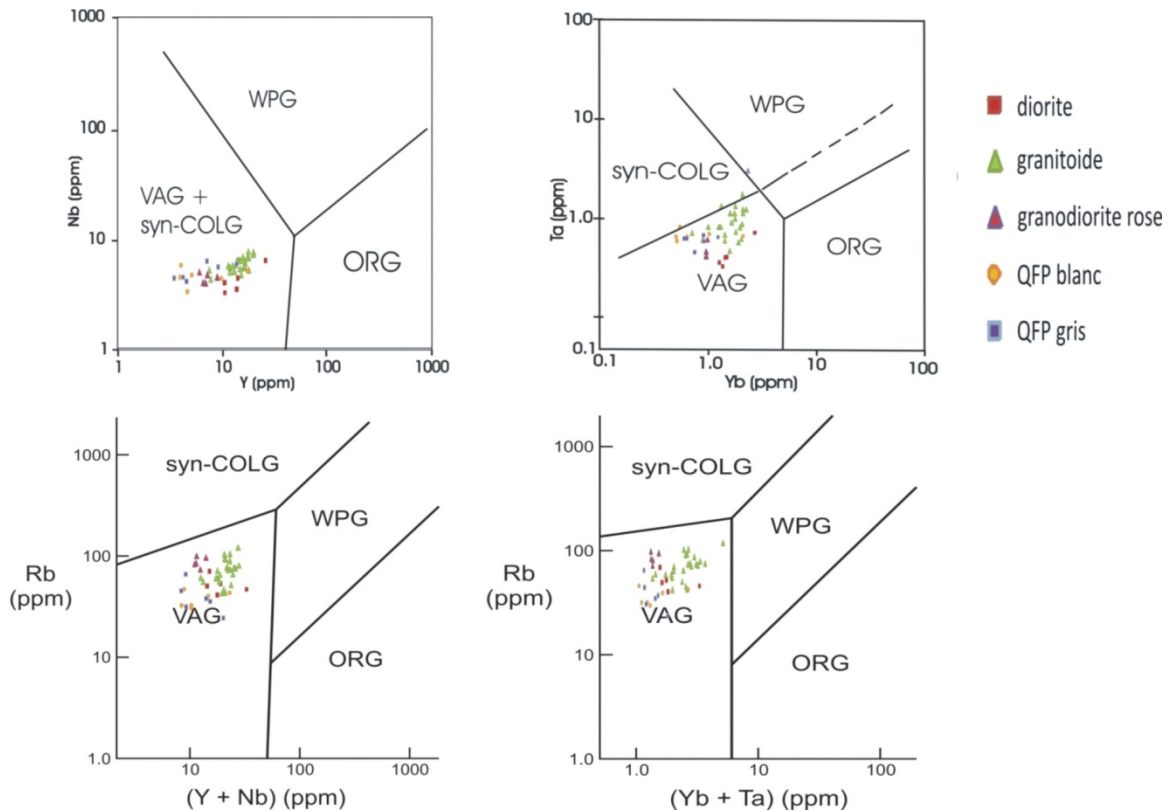 1000
100
10
1
Nb (ppm)
WPG
VAG +
syn-COLG
ORG
1
10
100
1000
Y (ppm)
100
10
1.0
0.1
Ta (ppm)
WPG
syn-COLG
VAG
ORG
0.1
1.0
10
100
Yb (ppm)
diorite
granitoide
granodiorite rose
QFP blanc
QFP gris
1000
100
10
1.0
Rb
(ppm)
syn-COLG
WPG
VAG
ORG
10
100
1000
(Y + Nb) (ppm)
1000
100
10
1.0
Rb
(ppm)
syn-COLG
WPG
VAG
ORG
1.0
10
100
(Yb + Ta) (ppm)